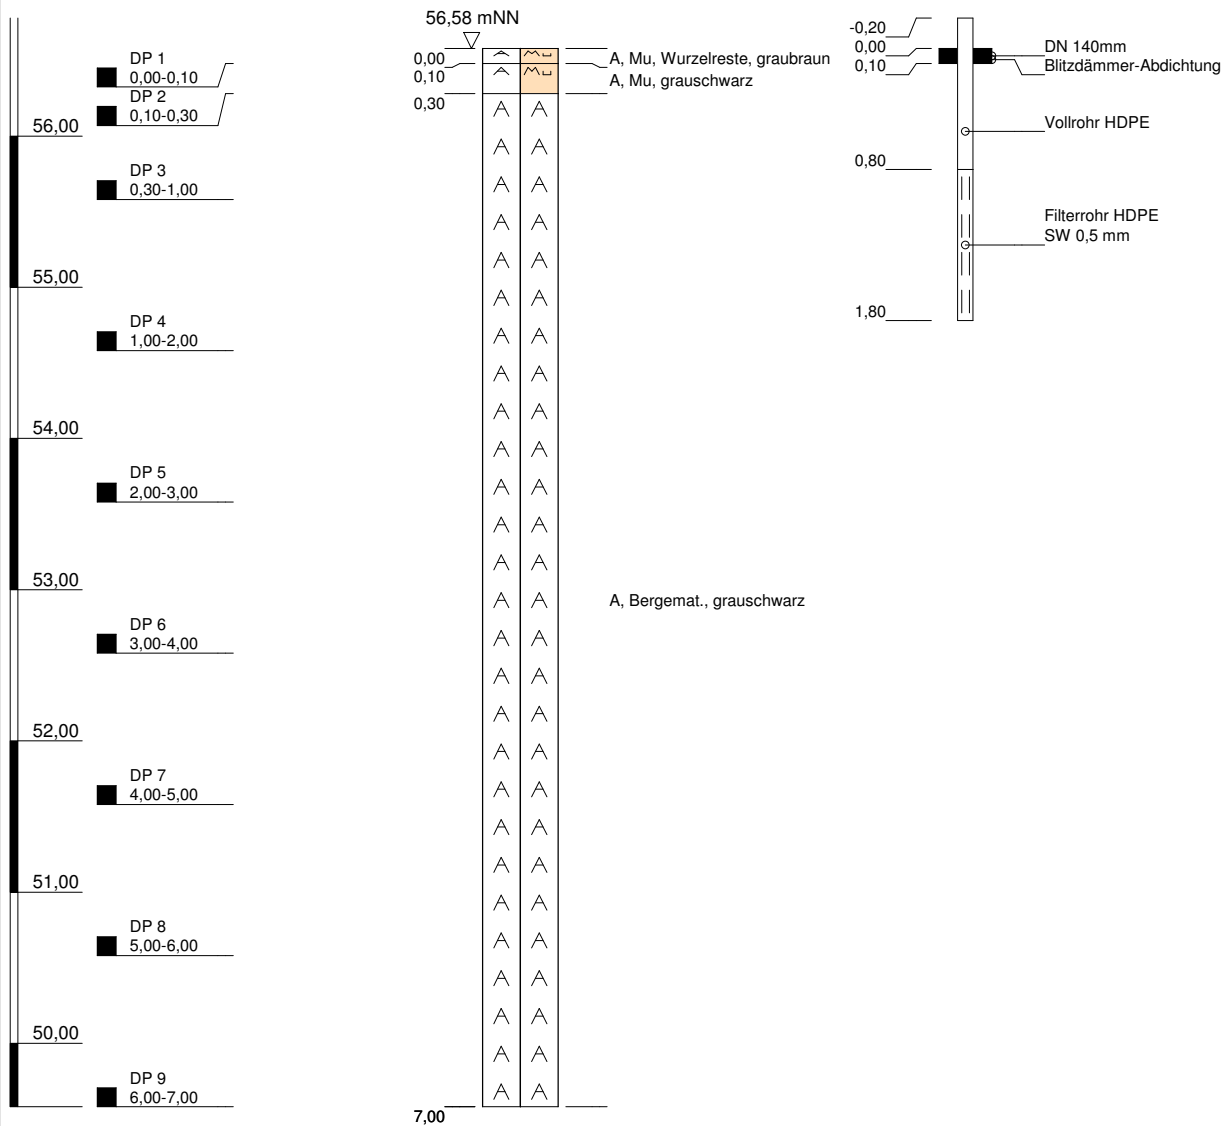 56,58 mNN
0,00
0,10
0,30
7,00
A, Mu, Wurzelreste, graubraun
A, Mu, grauschwarz
A, Bergemat., grauschwarz
DP 1
0,00-0,10
DP 2
0,10-0,30
DP 3
0,30-1,00
DP 4
1,00-2,00
DP 5
2,00-3,00
DP 6
3,00-4,00
DP 7
4,00-5,00
DP 8
5,00-6,00
DP 9
6,00-7,00
56,00
55,00
54,00
53,00
52,00
51,00
50,00
-0,20
0,00
0,10
0,80
1,80
DN 140mm
Blitzdämmer-Abdichtung
Vollrohr HDPE
Filterrohr HDPE
SW 0,5 mm